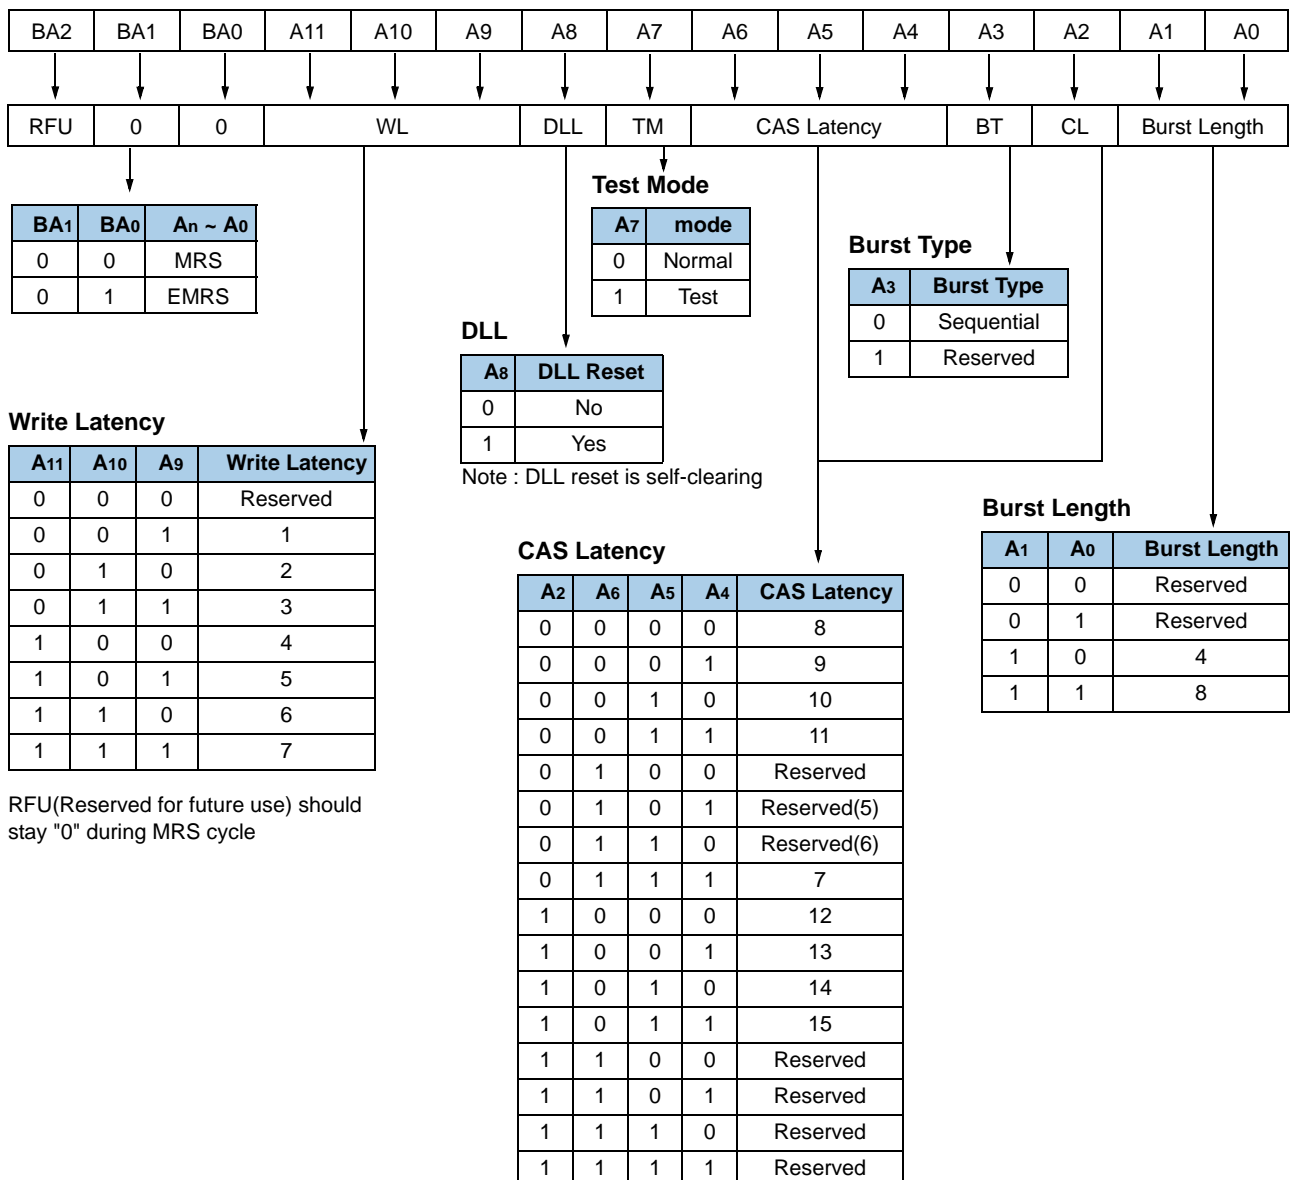 BA2 BA1 BA0 A11 A10 A9 A8 A7 A6 A5 A4 A3 A2 A1 A0
RFU 0 0 WL DLL TM CAS Latency BT CL Burst Length
BA1 BA0 An ~ A0
0 0 MRS
0 1 EMRS
Test Mode
A7 mode
0 Normal
1 Test
Burst Type
A3 Burst Type
0 Sequential
1 Reserved
DLL
A8 DLL Reset
0 No
1 Yes
Note : DLL reset is self-clearing
Write Latency
A11 A10 A9 Write Latency
0 0 0 Reserved
0 0 1 1
0 1 0 2
0 1 1 3
1 0 0 4
1 0 1 5
1 1 0 6
1 1 1 7
RFU(Reserved for future use) should
stay "0" during MRS cycle
CAS Latency
A2 A6 A5 A4 CAS Latency
0 0 0 0 8
0 0 0 1 9
0 0 1 0 10
0 0 1 1 11
0 1 0 0 Reserved
0 1 0 1 Reserved(5)
0 1 1 0 Reserved(6)
0 1 1 1 7
1 0 0 0 12
1 0 0 1 13
1 0 1 0 14
1 0 1 1 15
1 1 0 0 Reserved
1 1 0 1 Reserved
1 1 1 0 Reserved
1 1 1 1 Reserved
Burst Length
A1 A0 Burst Length
0 0 Reserved
0 1 Reserved
1 0 4
1 1 8